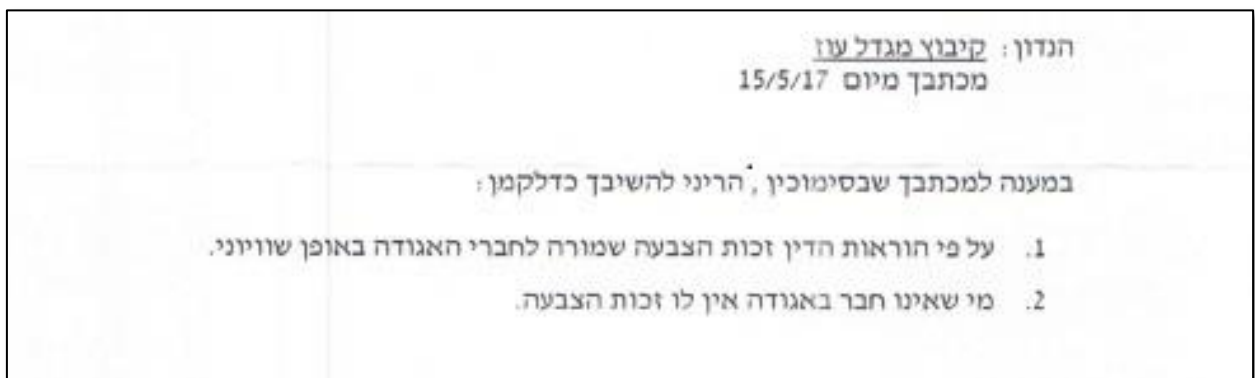 הנדון: קיבוץ מגדל עוז
מכתבך מיום 15/5/17
במענה למכתבך שבסימוכין, הריני להשיבך כדלקמן:
1. על פי הוראות הדין זכות הצבעה שמורה לחברי האגודה באופן שוויוני.
2. מי שאינו חבר באגודה אין לו זכות הצבעה.